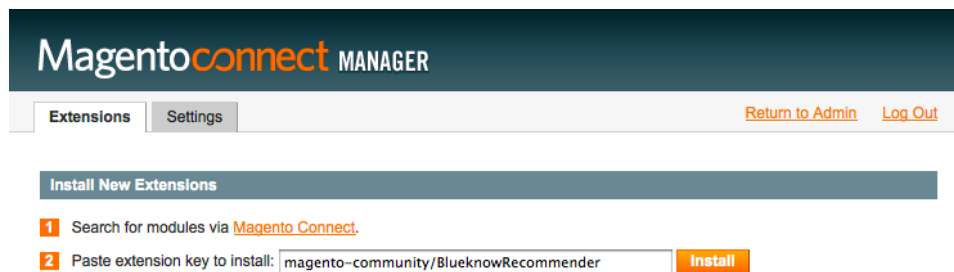 Magentoconnect MANAGER
Extensions Settings Return to Admin Log Out
Install New Extensions
1 Search for modules via Magento Connect.
2 Paste extension key to install: magento-community/BlueknowRecommender Install